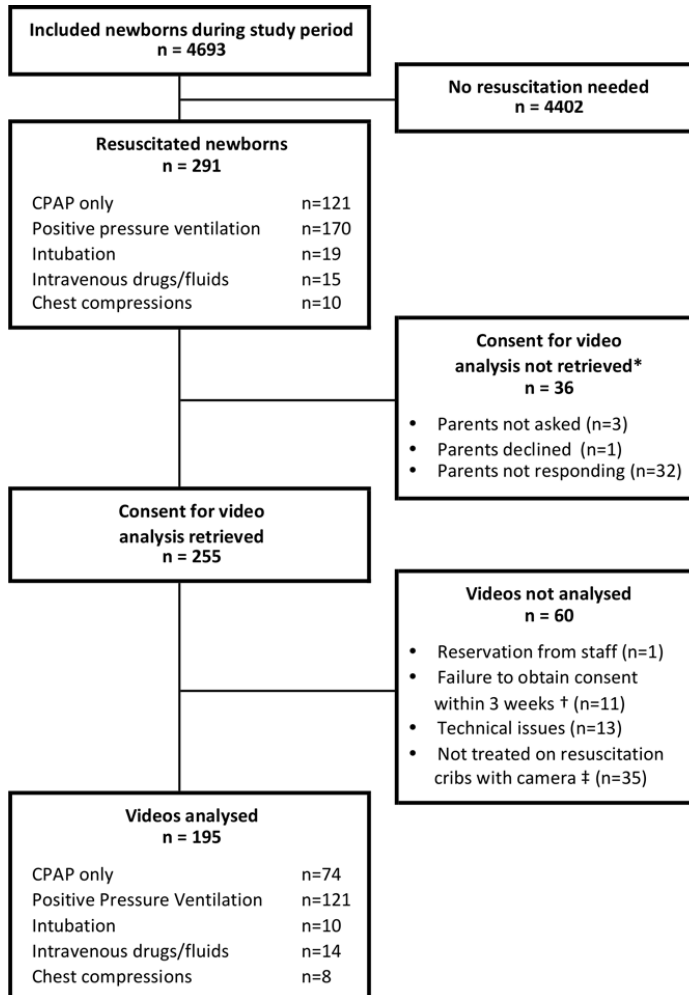 Included newborns during study period
n = 4693
No resuscitation needed
n = 4402
Resuscitated newborns
n = 291
CPAP only n=121
Positive pressure ventilation n=170
Intubation n=19
Intravenous drugs/fluids n=15
Chest compressions n=10
Consent for video
analysis not retrieved*
n = 36
• Parents not asked (n=3)
• Parents declined (n=1)
• Parents not responding (n=32)
Consent for video
analysis retrieved
n = 255
Videos not analysed
n = 60
• Reservation from staff (n=1)
• Failure to obtain consent
within 3 weeks † (n=11)
• Technical issues (n=13)
• Not treated on resuscitation
cribs with camera ‡ (n=35)
Videos analysed
n = 195
CPAP only n=74
Positive Pressure Ventilation n=121
Intubation n=10
Intravenous drugs/fluids n=14
Chest compressions n=8